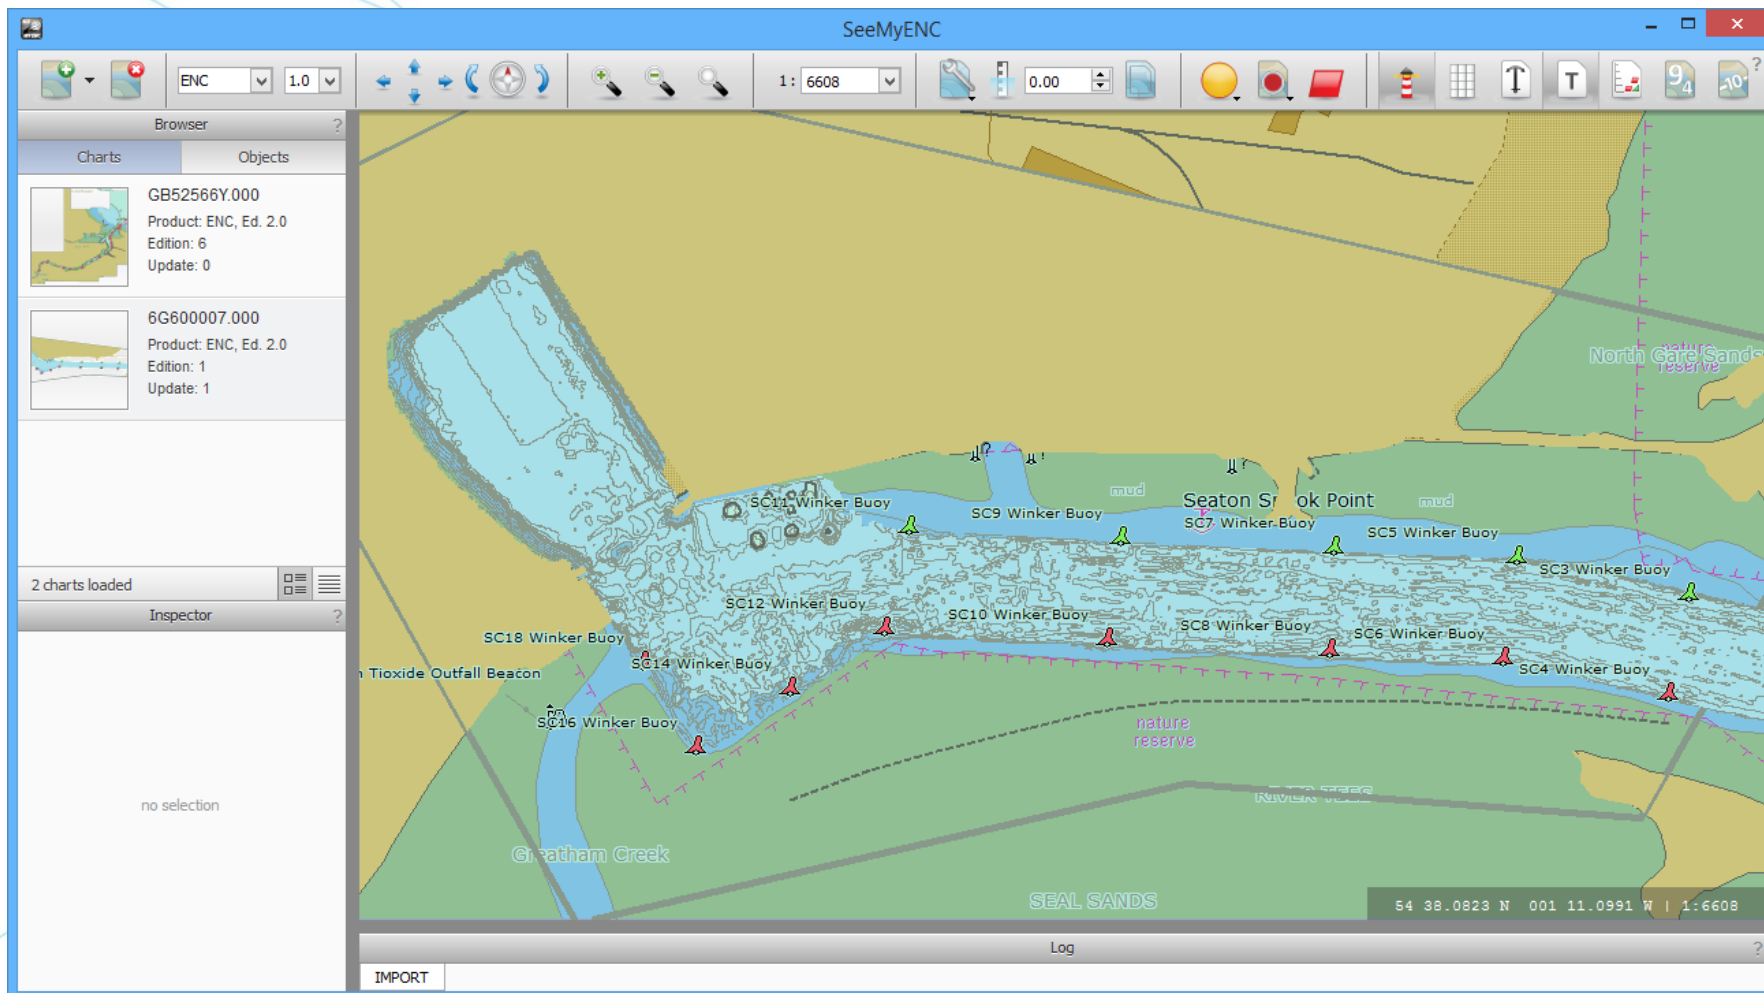 SeeMyENC
ENC
1.0
1:
6608
0.00
T
9
4
10
?
Browser
?
Charts
Objects
GB52566Y.000
Product: ENC, Ed. 2.0
Edition: 6
Update: 0
6G600007.000
Product: ENC, Ed. 2.0
Edition: 1
Update: 1
2 charts loaded
Inspector
?
no selection
North Gare Sands
nature
reserve
mud
mud
Seaton Sn ok Point
SC11 Winker Buoy
SC9 Winker Buoy
SC7 Winker Buoy
SC5 Winker Buoy
SC3 Winker Buoy
SC12 Winker Buoy
SC10 Winker Buoy
SC8 Winker Buoy
SC6 Winker Buoy
SC18 Winker Buoy
SC14 Winker Buoy
SC4 Winker Buoy
Tioxide Outfall Beacon
SC16 Winker Buoy
nature
reserve
RIVER TEES
Greatham Creek
SEAL SANDS
54 38.0823 N 001 11.0991 W | 1:6608
Log
?
IMPORT